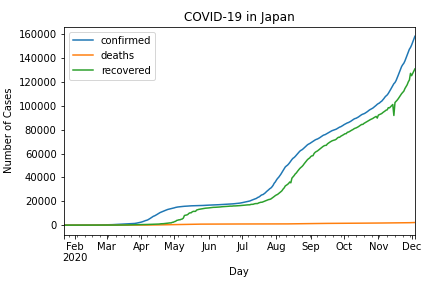 COVID-19 in Japan
confirmed
deaths
recovered
160000
140000
120000
100000
80000
60000
40000
20000
0
Number of Cases
Feb Mar Apr May Jun Jul Aug Sep Oct Nov Dec
2020
Day